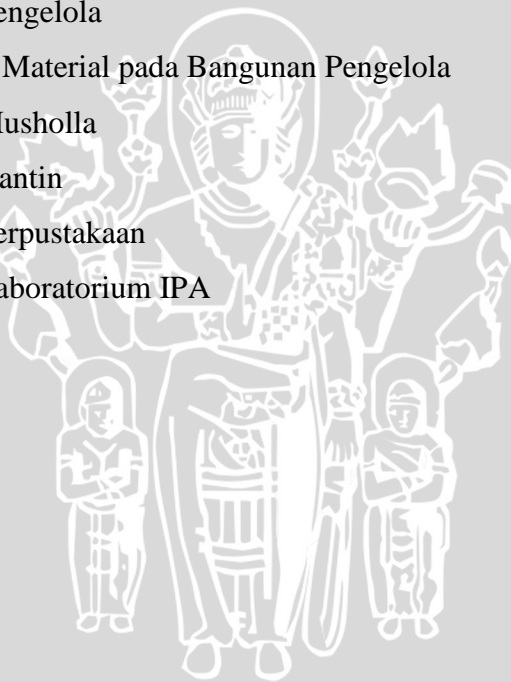 engelola
Material pada Bangunan Pengelola
usholla
antin
erpustakaan
aboratorium IPA